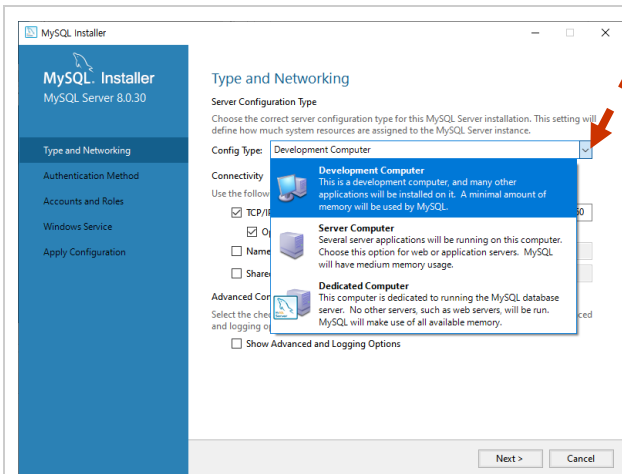 MySQL Installer
MySQL. Installer
MySQL Server 8.0.30
Type and Networking
Authentication Method
Accounts and Roles
Windows Service
Apply Configuration
Type and Networking
Server Configuration Type
Choose the correct server configuration type for this MySQL Server installation. This setting will
define how much system resources are assigned to the MySQL Server instance.
Config Type: Development Computer
Development Computer
This is a development computer, and many other
applications will be installed on it. A minimal amount of
memory will be used by MySQL.
Server Computer
Several server applications will be running on this computer.
Choose this option for web or application servers. MySQL
will have medium memory usage.
Dedicated Computer
This computer is dedicated to running the MySQL database
server. No other servers, such as web servers, will be run.
MySQL will make use of all available memory.
Connectivity
Use the follow
TCP/I
Op
Name
Share
Advanced Con
Select the chec
and logging op
Show Advanced and Logging Options
Next >
Cancel